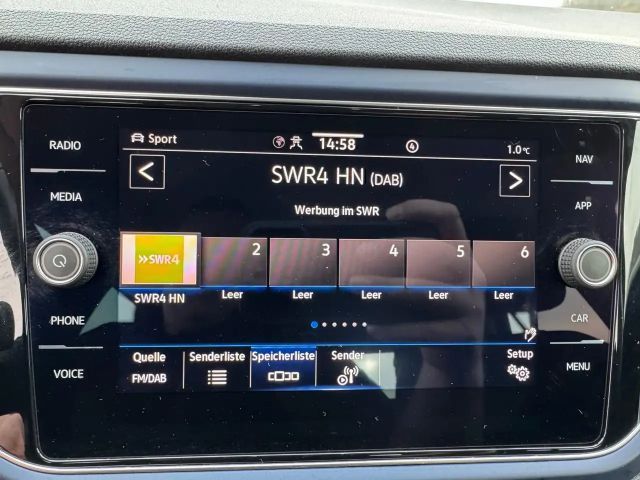 RADIO
MEDIA
PHONE
VOICE
Sport
14:58
4
1.0°C
< SWR4 HN (DAB) >
Werbung im SWR
»SWR4 2 3 4 5 6
SWR4 HN Leer Leer Leer Leer Leer
Quelle Senderliste Speicherliste Sender Setup
FM/DAB
NAV
APP
CAR
MENU